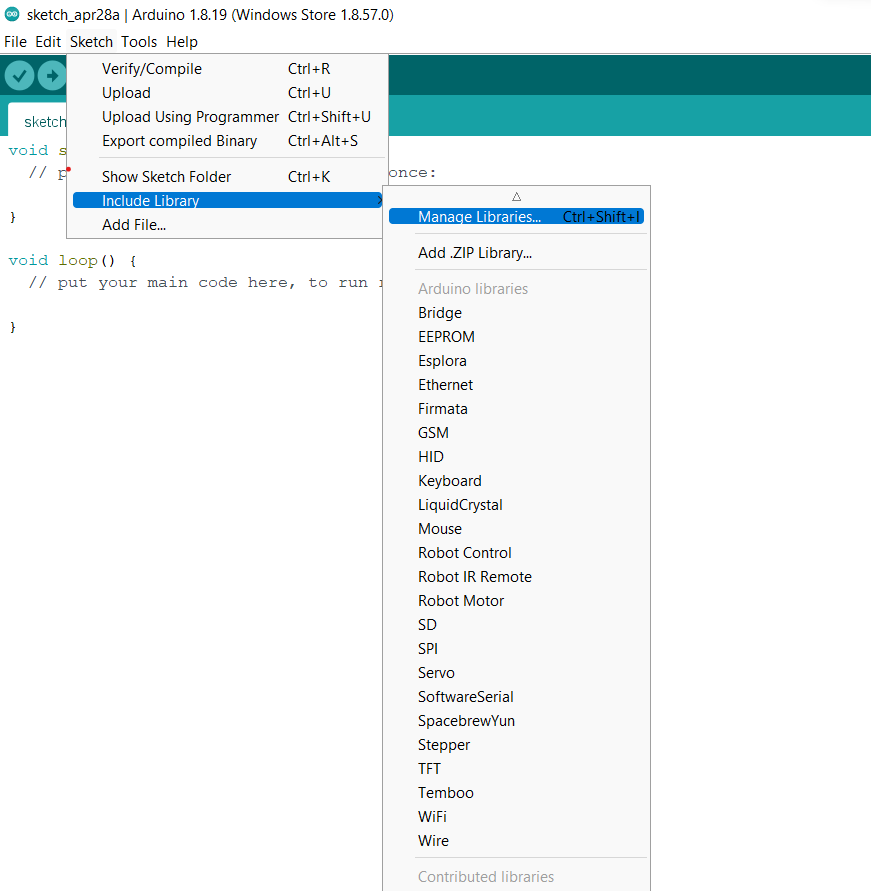 sketch_apr28a | Arduino 1.8.19 (Windows Store 1.8.57.0)
File Edit Sketch Tools Help
Verify/Compile Ctrl+R
Upload Ctrl+U
Upload Using Programmer Ctrl+Shift+U
Export compiled Binary Ctrl+Alt+S
Show Sketch Folder Ctrl+K
Include Library
Add File...
sketch
void s
// p once:
}
void loop() {
// put your main code here, to run r
}
Manage Libraries... Ctrl+Shift+I
Add .ZIP Library...
Arduino libraries
Bridge
EEPROM
Esplora
Ethernet
Firmata
GSM
HID
Keyboard
LiquidCrystal
Mouse
Robot Control
Robot IR Remote
Robot Motor
SD
SPI
Servo
SoftwareSerial
SpacebrewYun
Stepper
TFT
Temboo
WiFi
Wire
Contributed libraries